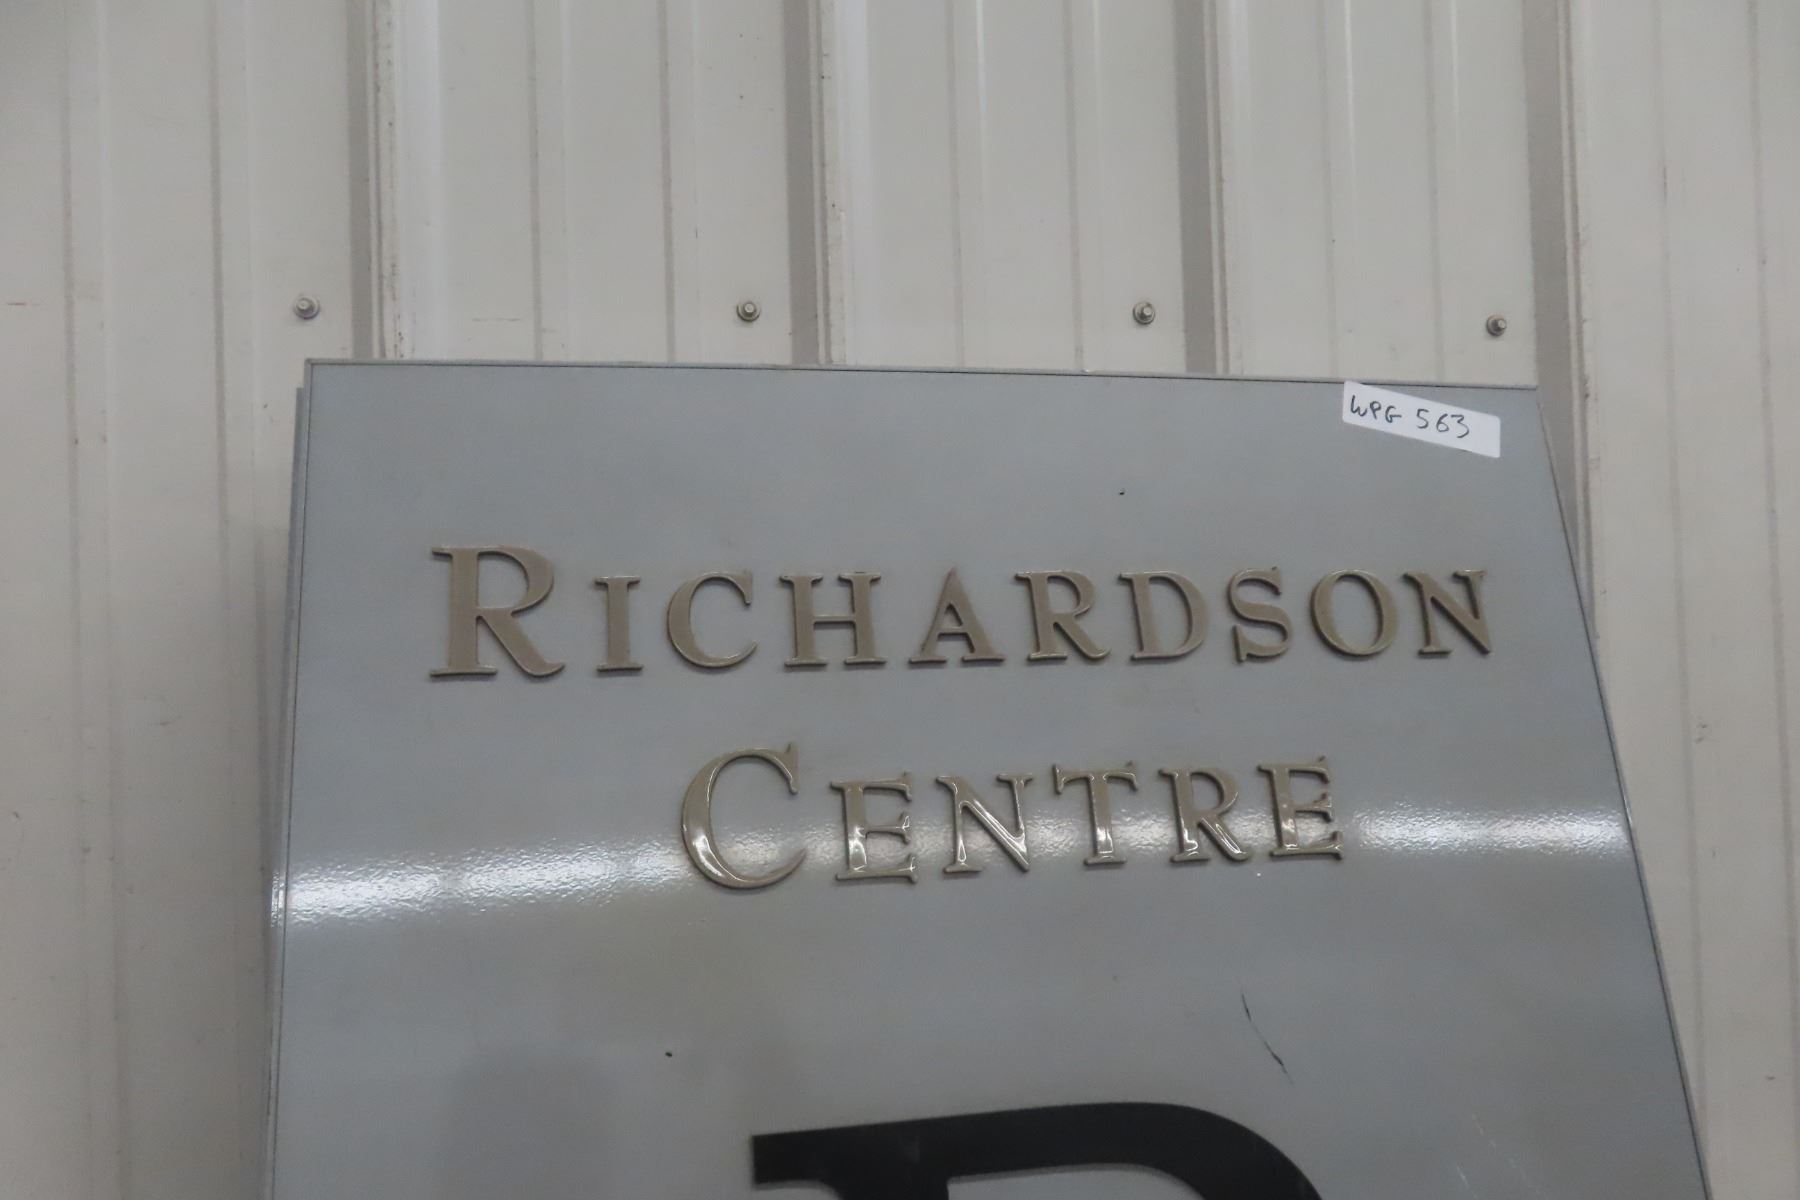 WPG 563
RICHARDSON
CENTRE